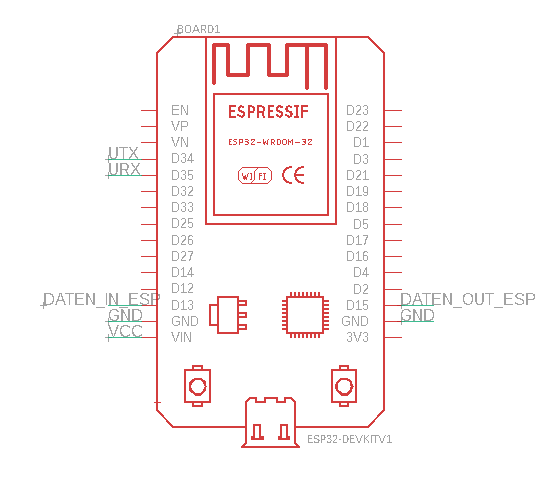 BOARD1
ESPRESSIF
ESP32-WROOM-32
WIFI CE
EN D23
VP D22
VN D1
UTX D34 D3
URX D35 D21
D32 D19
D33 D18
D25 D5
D26 D17
D27 D16
D14 D4
D12 D2
DATEN_IN_ESP D13 D15 DATEN_OUT_ESP
GND GND GND GND
VCC VIN 3V3
ESP32-DEVKITV1